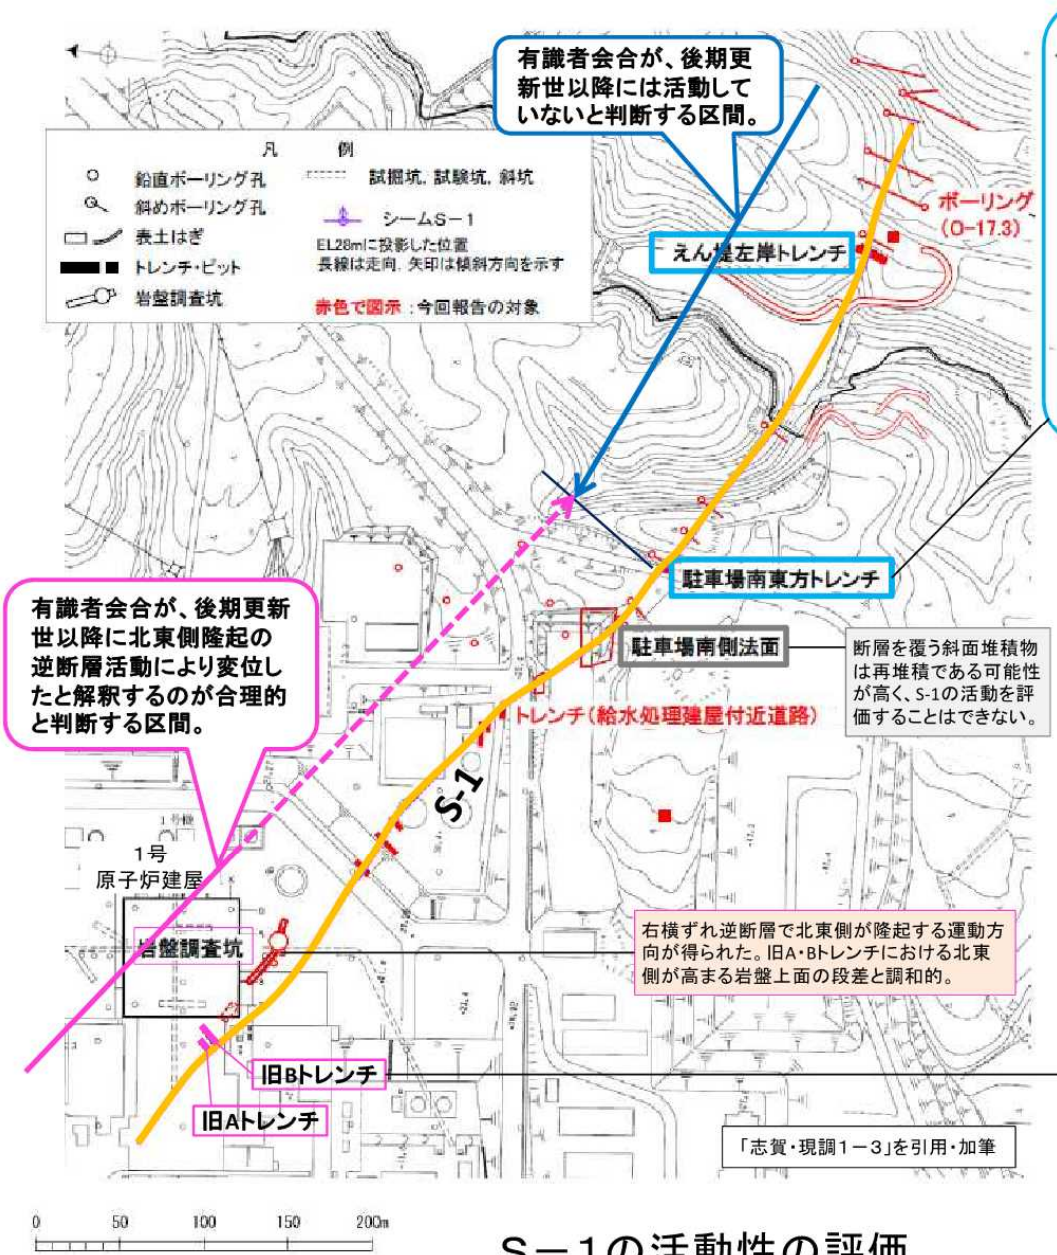 有識者会合が、後期更
新世以降には活動して
いないと判断する区間。
凡 例
鉛直ボーリング孔
斜めボーリング孔
表土はぎ
トレンチ・ピット
岩盤調査坑
試掘坑, 試験坑, 斜坑
シームS－1
EL28mに投影した位置
長線は走向, 矢印は傾斜方向を示す
赤色で図示：今回報告の対象
ボーリング
(O-17.3)
えん堤左岸トレンチ
駐車場南東方トレンチ
有識者会合が、後期更新
世以降に北東側隆起の
逆断層活動により変位し
たと解釈するのが合理的
と判断する区間。
駐車場南側法面
断層を覆う斜面堆積物
は再堆積である可能性
が高く、S-1の活動を評
価することはできない。
トレンチ(給水処理建屋付近道路)
S-1
1号
原子炉建屋
岩盤調査坑
右横ずれ逆断層で北東側が隆起する運動方
向が得られた。旧A・Bトレンチにおける北東
側が高まる岩盤上面の段差と調和的。
旧Bトレンチ
旧Aトレンチ
「志賀・現調1－3」を引用・加筆
0 50 100 150 200m
S－1の活動性の評価